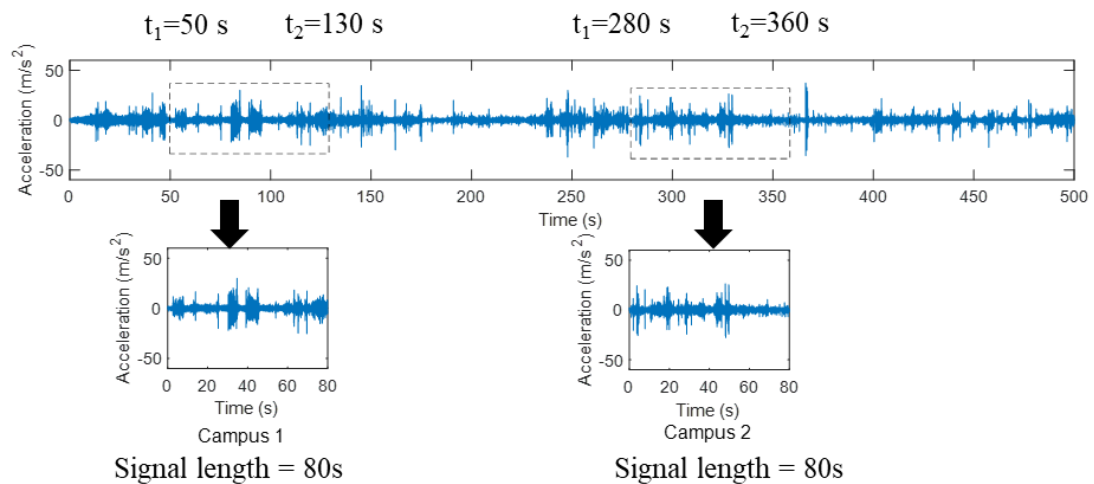 t₁=50 s t₂=130 s t₁=280 s t₂=360 s
50
0
-50
Acceleration (m/s²)
0 50 100 150 200 250 300 350 400 450 500
Time (s)
50
0
-50
Acceleration (m/s²)
0 20 40 60 80
Time (s)
Campus 1
Signal length = 80s
50
0
-50
Acceleration (m/s²)
0 20 40 60 80
Time (s)
Campus 2
Signal length = 80s